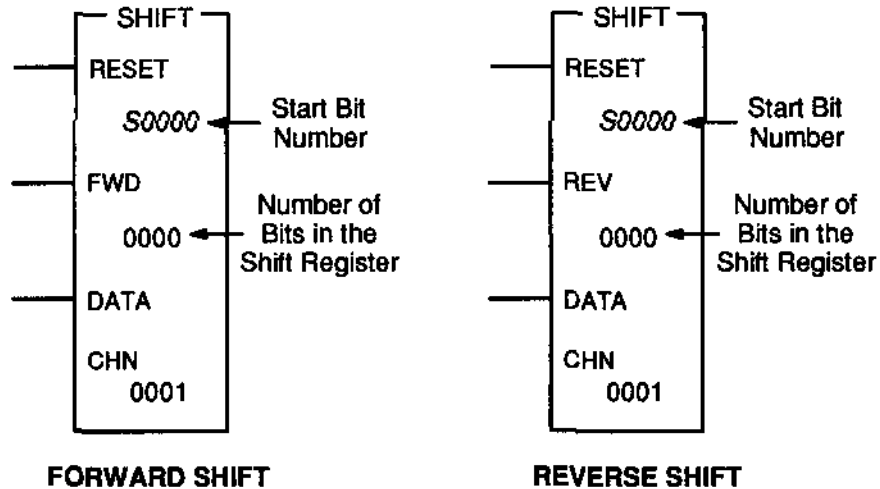 SHIFT
RESET
S0000
Start Bit
Number
FWD
0000
Number of
Bits in the
Shift Register
DATA
CHN
0001
FORWARD SHIFT
SHIFT
RESET
S0000
Start Bit
Number
REV
0000
Number of
Bits in the
Shift Register
DATA
CHN
0001
REVERSE SHIFT